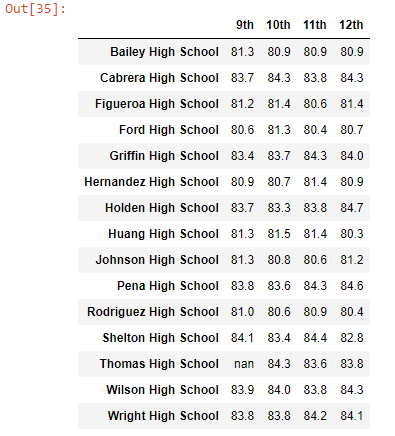 Out[35]:
9th 10th 11th 12th
Bailey High School 81.3 80.9 80.9 80.9
Cabrera High School 83.7 84.3 83.8 84.3
Figueroa High School 81.2 81.4 80.6 81.4
Ford High School 80.6 81.3 80.4 80.7
Griffin High School 83.4 83.7 84.3 84.0
Hernandez High School 80.9 80.7 81.4 80.9
Holden High School 83.7 83.3 83.8 84.7
Huang High School 81.3 81.5 81.4 80.3
Johnson High School 81.3 80.8 80.6 81.2
Pena High School 83.8 83.6 84.3 84.6
Rodriguez High School 81.0 80.6 80.9 80.4
Shelton High School 84.1 83.4 84.4 82.8
Thomas High School nan 84.3 83.6 83.8
Wilson High School 83.9 84.0 83.8 84.3
Wright High School 83.8 83.8 84.2 84.1